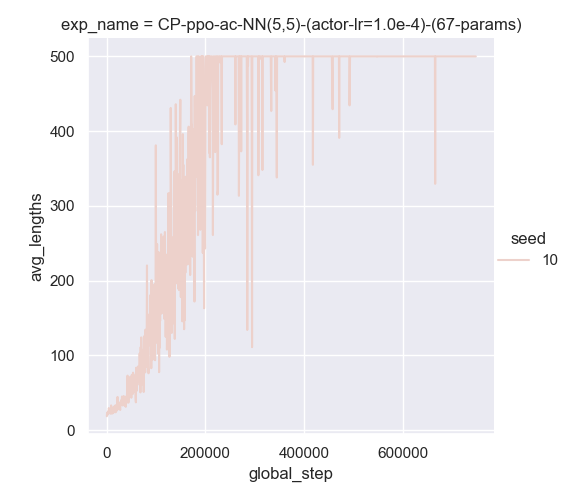 exp_name = CP-ppo-ac-NN(5,5)-(actor-lr=1.0e-4)-(67-params)
500
400
300
200
100
0
avg_lengths
0 200000 400000 600000
global_step
seed
10